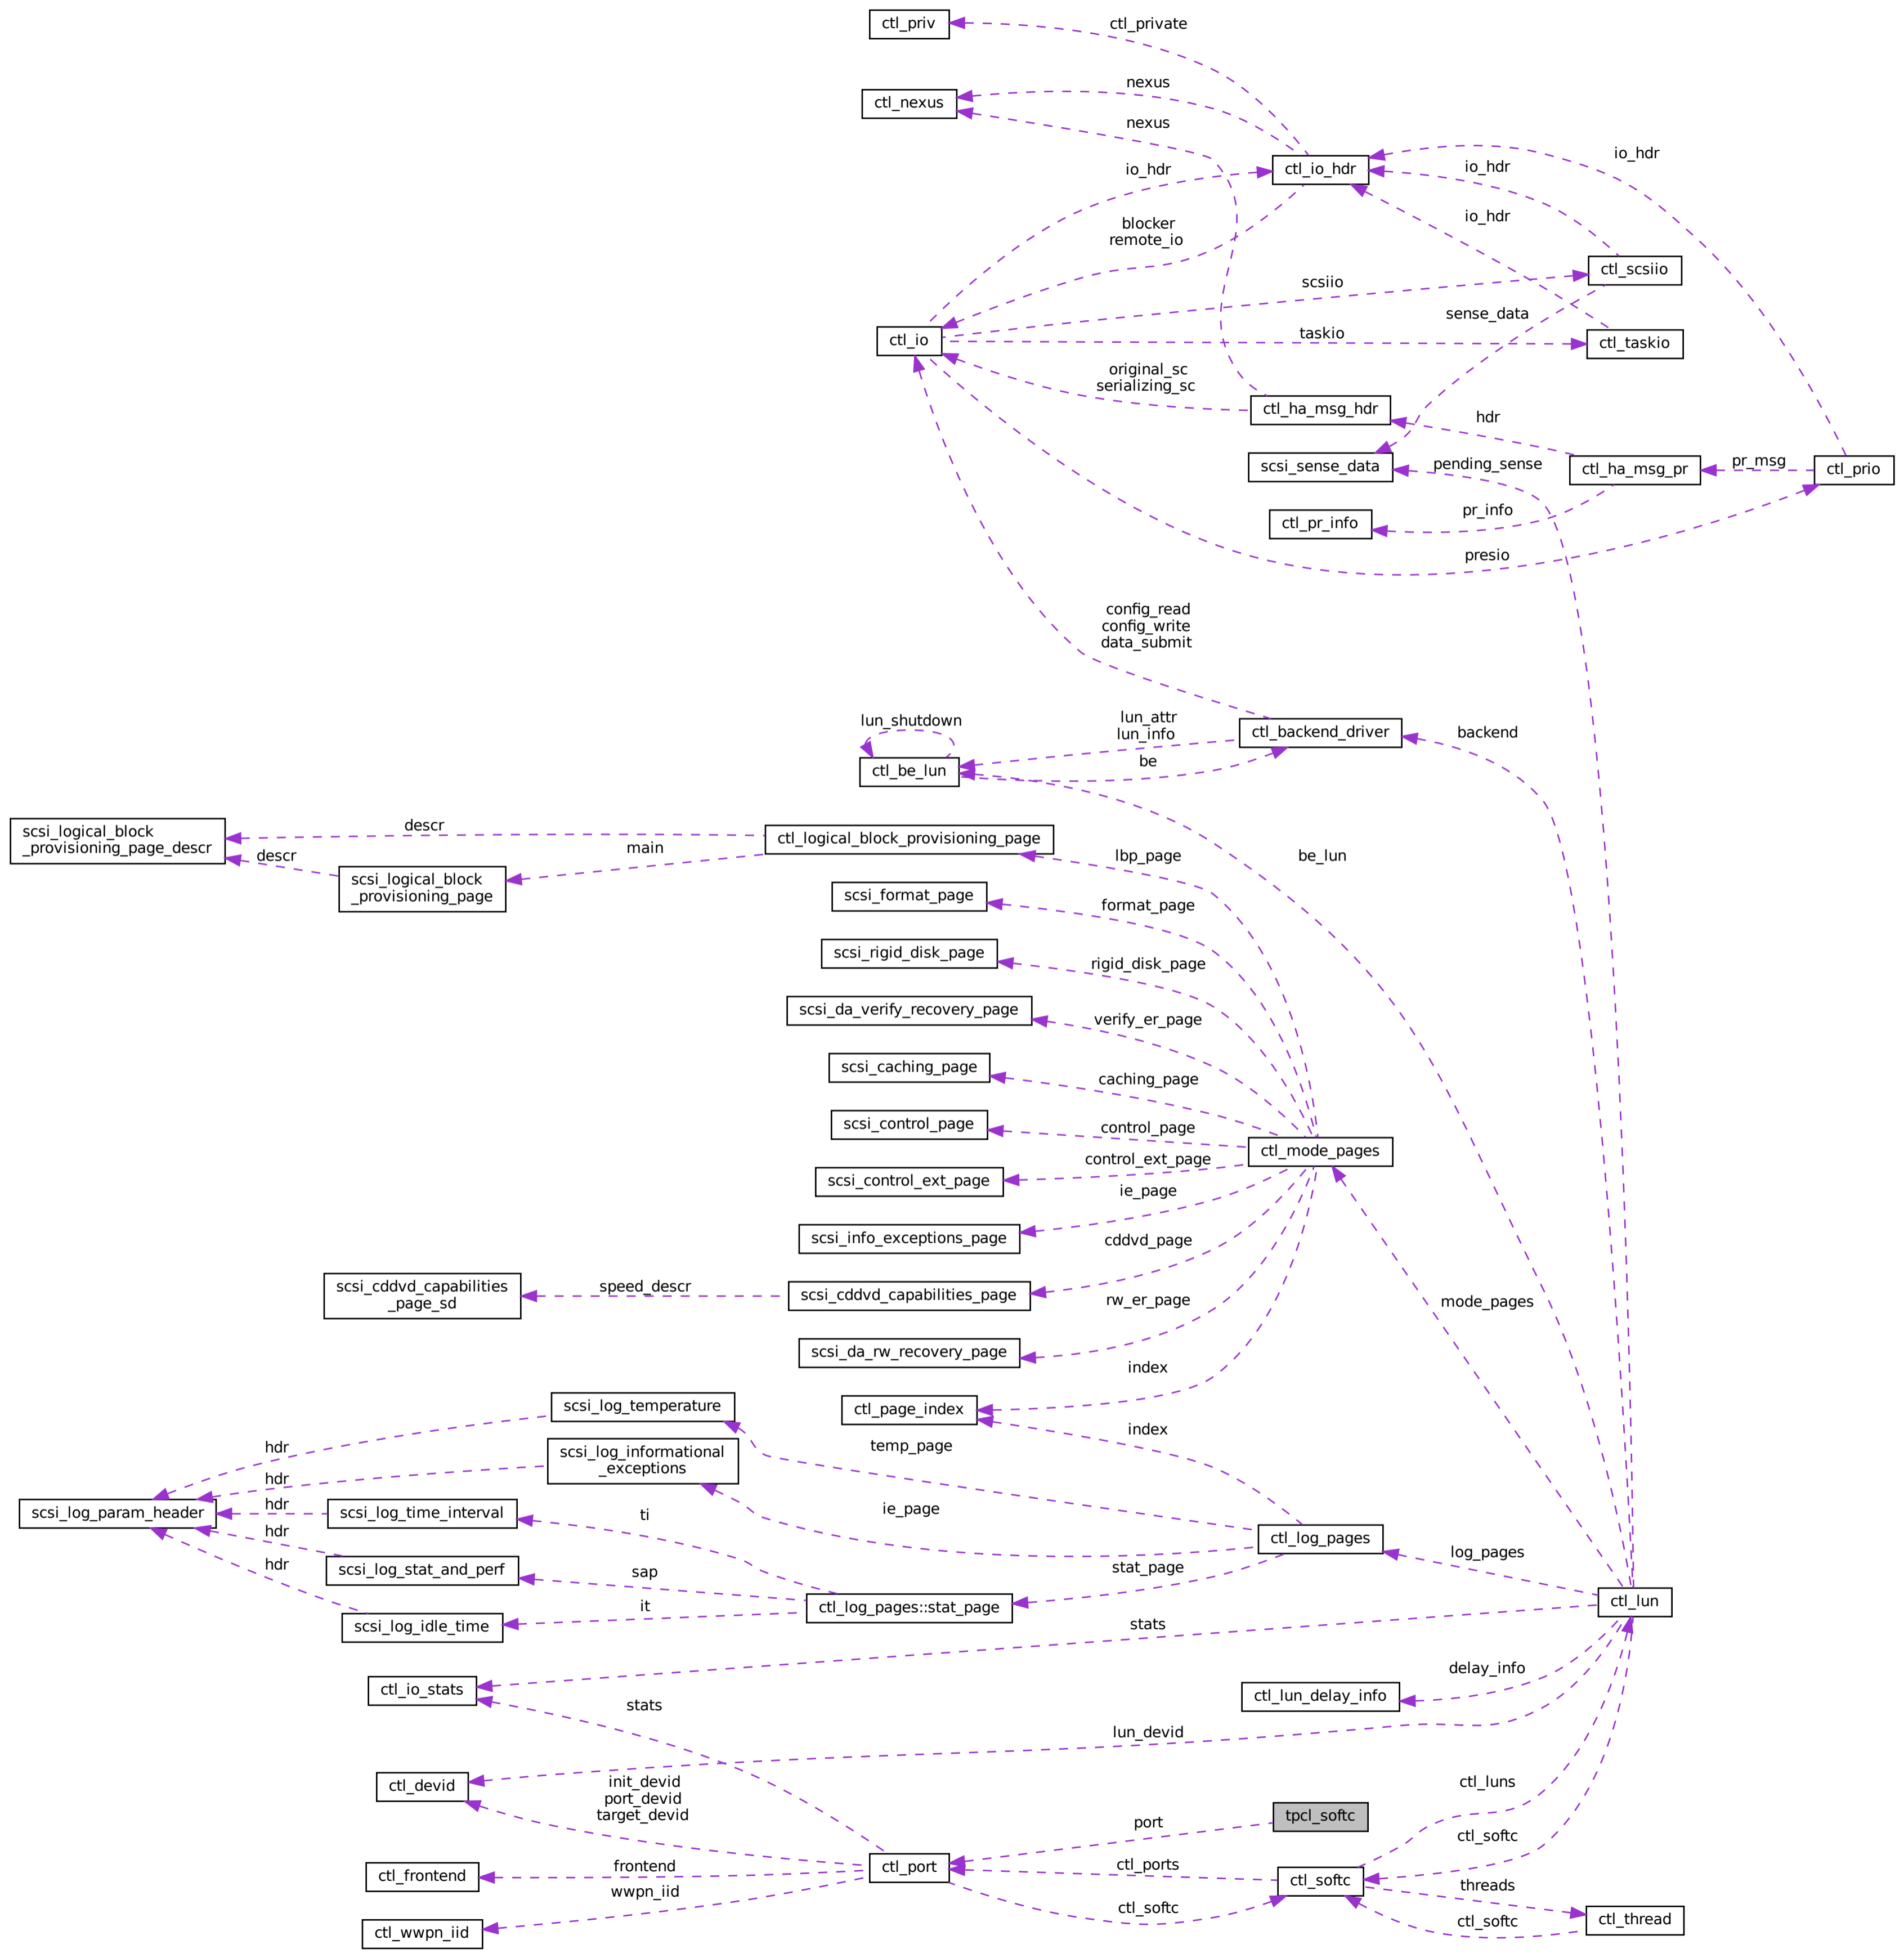 ctl_priv
ctl_private
nexus
ctl_nexus
nexus
io_hdr
ctl_io_hdr
io_hdr
io_hdr
io_hdr
blocker
remote_io
ctl_scsiio
scsiio
sense_data
taskio
ctl_io
ctl_taskio
original_sc
serializing_sc
ctl_ha_msg_hdr
hdr
scsi_sense_data
pending_sense
ctl_ha_msg_pr
pr_msg
ctl_prio
ctl_pr_info
pr_info
presio
config_read
config_write
data_submit
lun_shutdown
lun_attr
lun_info
ctl_backend_driver
backend
be
ctl_be_lun
scsi_logical_block
_provisioning_page_descr
descr
ctl_logical_block_provisioning_page
descr
main
lbp_page
be_lun
scsi_logical_block
_provisioning_page
scsi_format_page
format_page
scsi_rigid_disk_page
rigid_disk_page
scsi_da_verify_recovery_page
verify_er_page
scsi_caching_page
caching_page
scsi_control_page
control_page
ctl_mode_pages
control_ext_page
scsi_control_ext_page
ie_page
scsi_info_exceptions_page
cddvd_page
scsi_cddvd_capabilities
_page_sd
speed_descr
scsi_cddvd_capabilities_page
rw_er_page
mode_pages
scsi_da_rw_recovery_page
index
scsi_log_temperature
ctl_page_index
index
hdr
scsi_log_informational
_exceptions
temp_page
hdr
scsi_log_param_header
hdr
scsi_log_time_interval
ti
ie_page
ctl_log_pages
log_pages
hdr
hdr
scsi_log_stat_and_perf
sap
stat_page
it
ctl_log_pages::stat_page
scsi_log_idle_time
ctl_lun
stats
ctl_io_stats
stats
ctl_lun_delay_info
delay_info
lun_devid
ctl_devid
init_devid
port_devid
target_devid
ctl_luns
tpcl_softc
port
ctl_softc
ctl_frontend
frontend
ctl_port
ctl_ports
ctl_softc
threads
wwpn_iid
ctl_softc
ctl_softc
ctl_thread
ctl_wwpn_iid